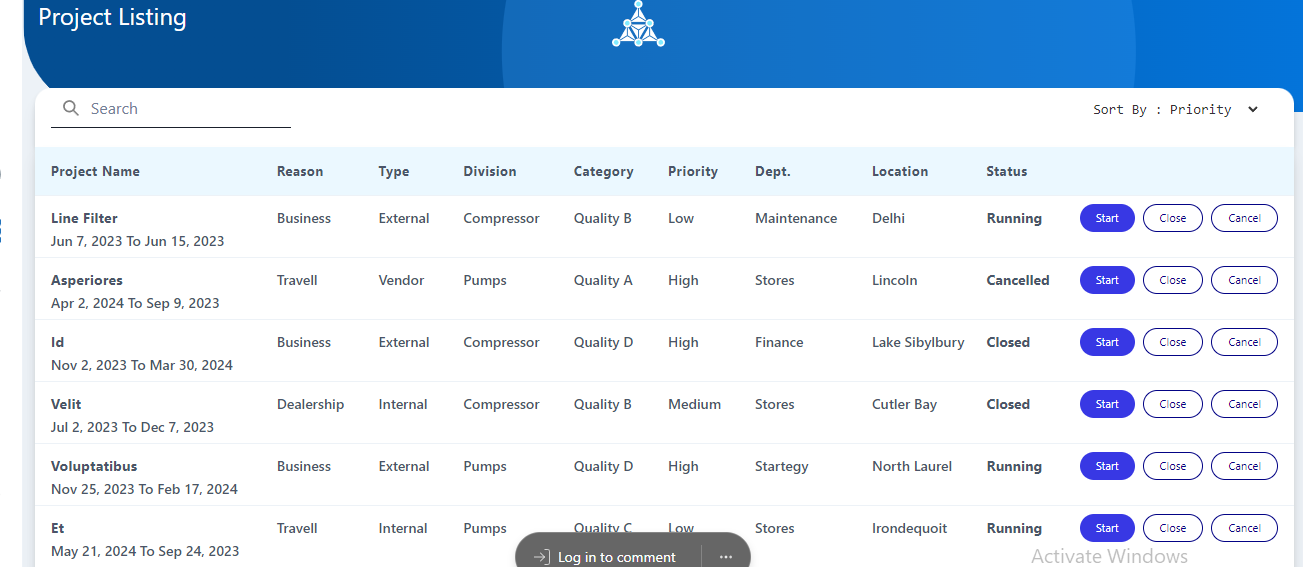 Project Listing
Search
Sort By : Priority
Project Name Reason Type Division Category Priority Dept. Location Status
Line Filter Business External Compressor Quality B Low Maintenance Delhi Running Start Close Cancel
Jun 7, 2023 To Jun 15, 2023
Asperiores Travell Vendor Pumps Quality A High Stores Lincoln Cancelled Start Close Cancel
Apr 2, 2024 To Sep 9, 2023
Id Business External Compressor Quality D High Finance Lake Sibylbury Closed Start Close Cancel
Nov 2, 2023 To Mar 30, 2024
Velit Dealership Internal Compressor Quality B Medium Stores Cutler Bay Closed Start Close Cancel
Jul 2, 2023 To Dec 7, 2023
Voluptatibus Business External Pumps Quality D High Startegy North Laurel Running Start Close Cancel
Nov 25, 2023 To Feb 17, 2024
Et Travell Internal Pumps Quality C Low Stores Irondequoit Running Start Close Cancel
May 21, 2024 To Sep 24, 2023
Log in to comment
Activate Windows